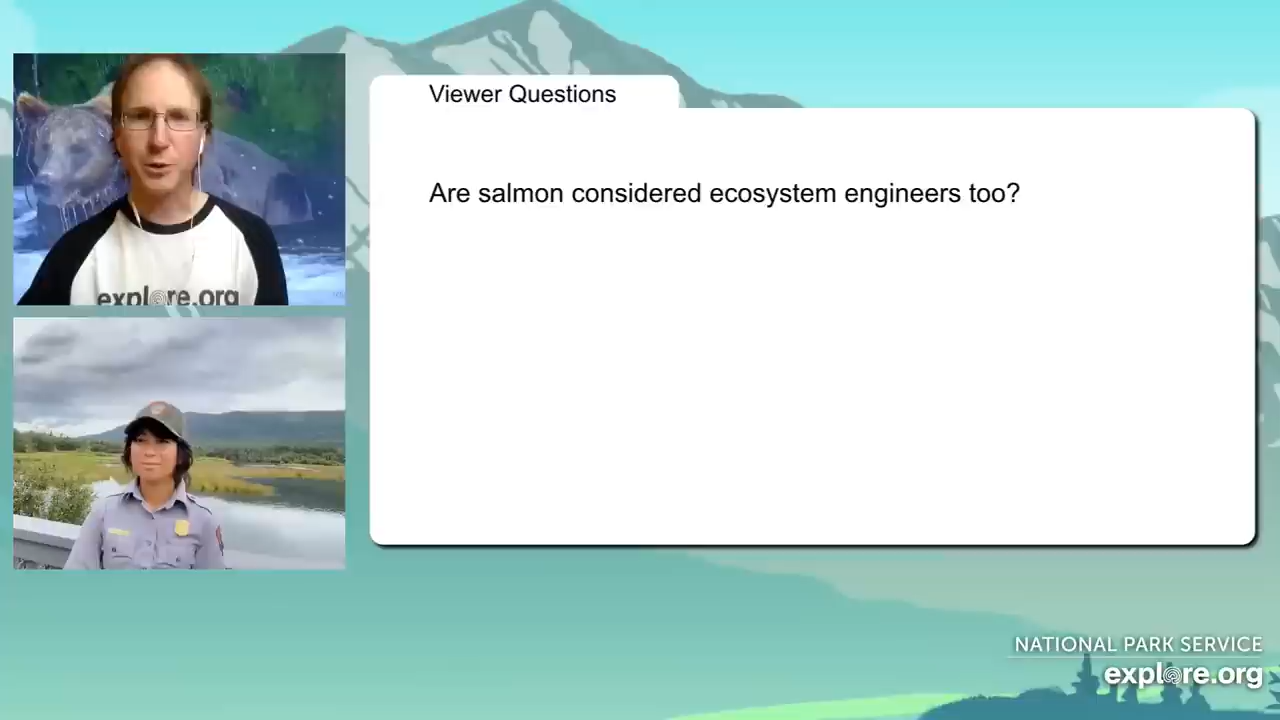 Viewer Questions
Are salmon considered ecosystem engineers too?
explore.org
NATIONAL PARK SERVICE
explore.org